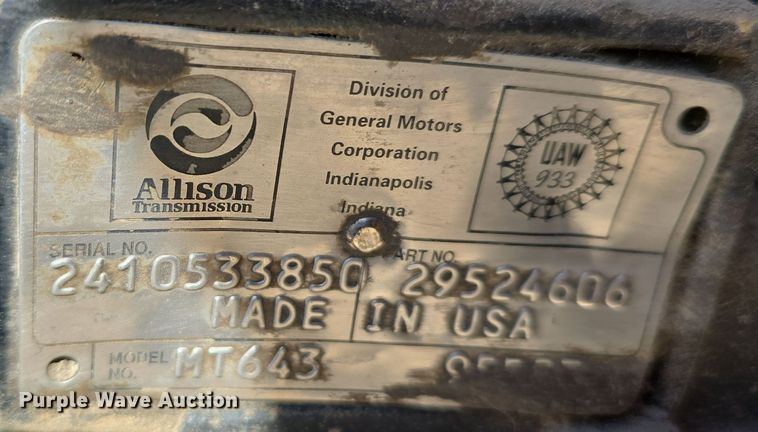 Allison
Transmission
Division of
General Motors
Corporation
Indianapolis
Indiana
UAW
933
SERIAL NO.
PART NO.
2410533850 29524606
MADE IN USA
MODEL
NO.
MT643
Purple Wave Auction